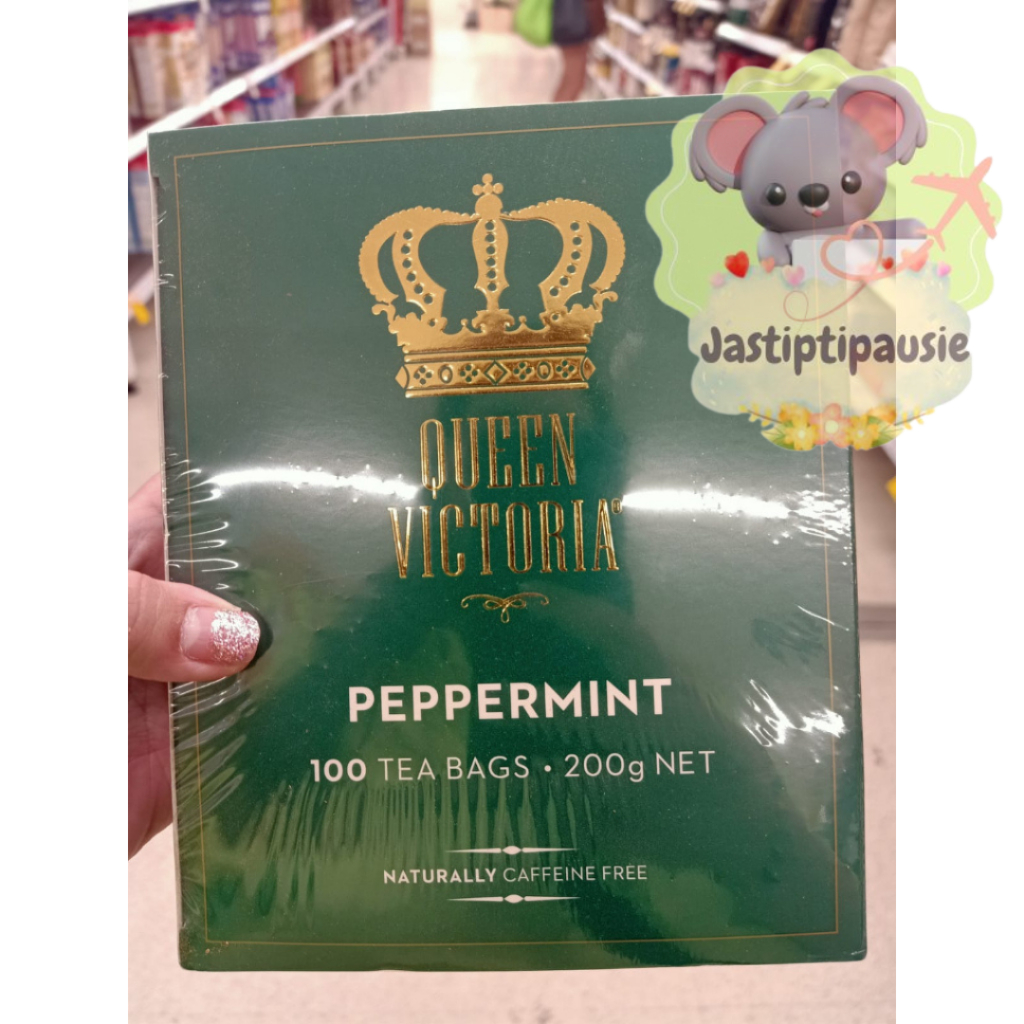 Jastiptipausie
QUEEN
VICTORIA®
PEPPERMINT
100 TEA BAGS • 200g NET
NATURALLY CAFFEINE FREE